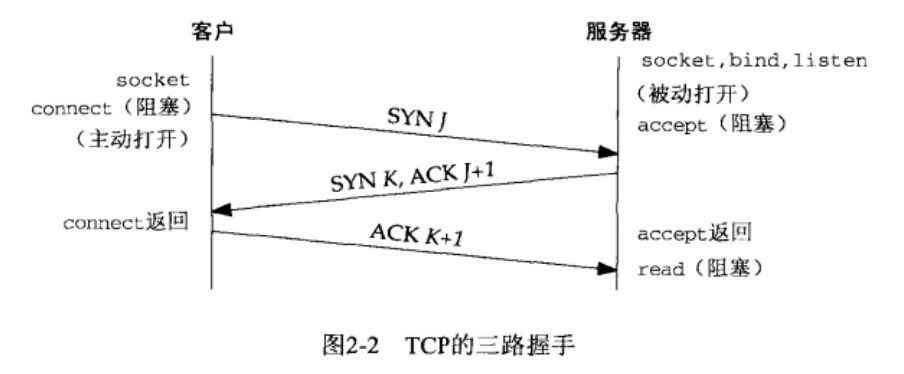 客户
服务器
socket
connect（阻塞）
（主动打开）
socket,bind,listen
（被动打开）
accept（阻塞）
SYN J
SYN K, ACK J+1
connect返回
ACK K+1
accept返回
read（阻塞）
图2-2 TCP的三路握手